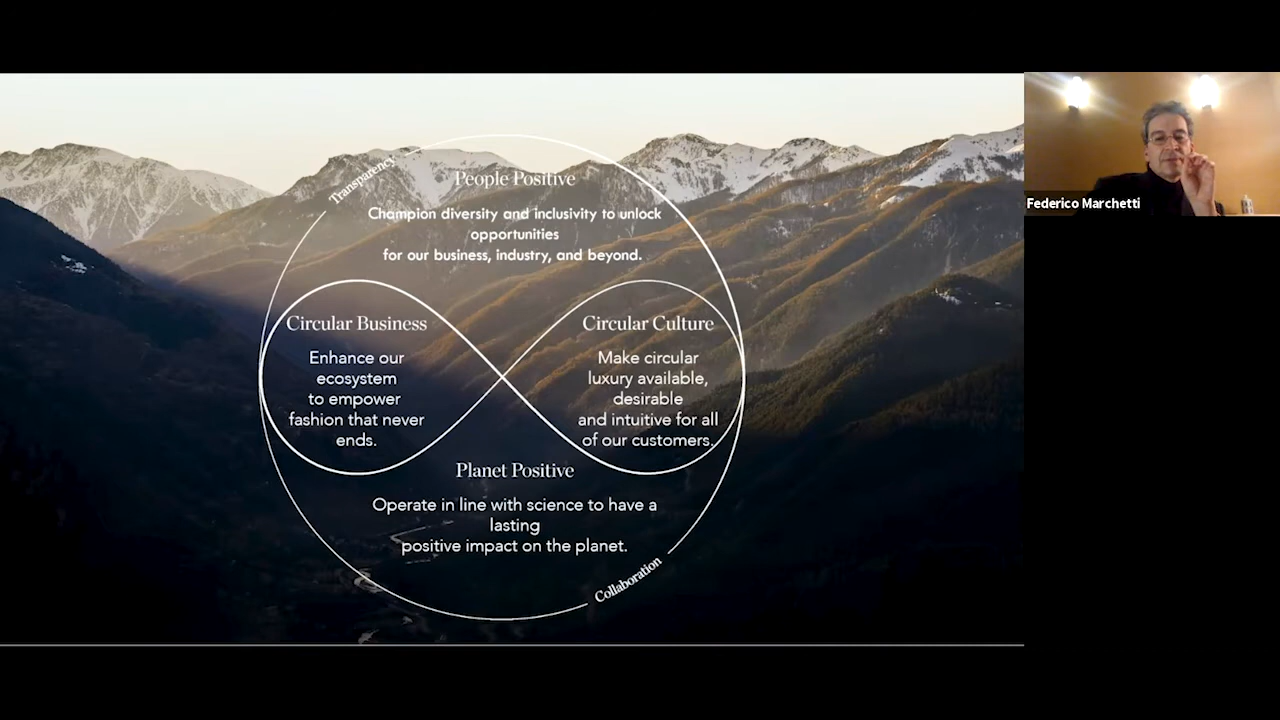 Transparency
People Positive
Champion diversity and inclusivity to unlock
opportunities
for our business, industry, and beyond.
Circular Business
Enhance our
ecosystem
to empower
fashion that never
ends.
Circular Culture
Make circular
luxury available,
desirable
and intuitive for all
of our customers.
Planet Positive
Operate in line with science to have a
lasting
positive impact on the planet.
Collaboration
Federico Marchetti